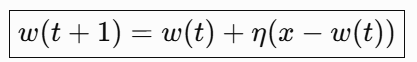 w(t + 1) = w(t) + η(x − w(t))